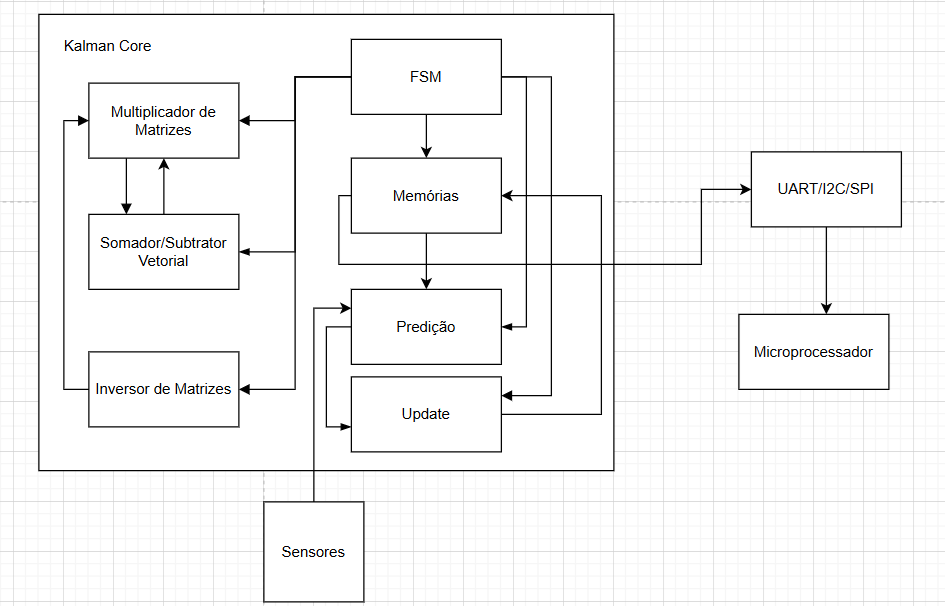 Kalman Core
FSM
Multiplicador de
Matrizes
Memórias
UART/I2C/SPI
Somador/Subtrator
Vetorial
Predição
Microprocessador
Inversor de Matrizes
Update
Sensores